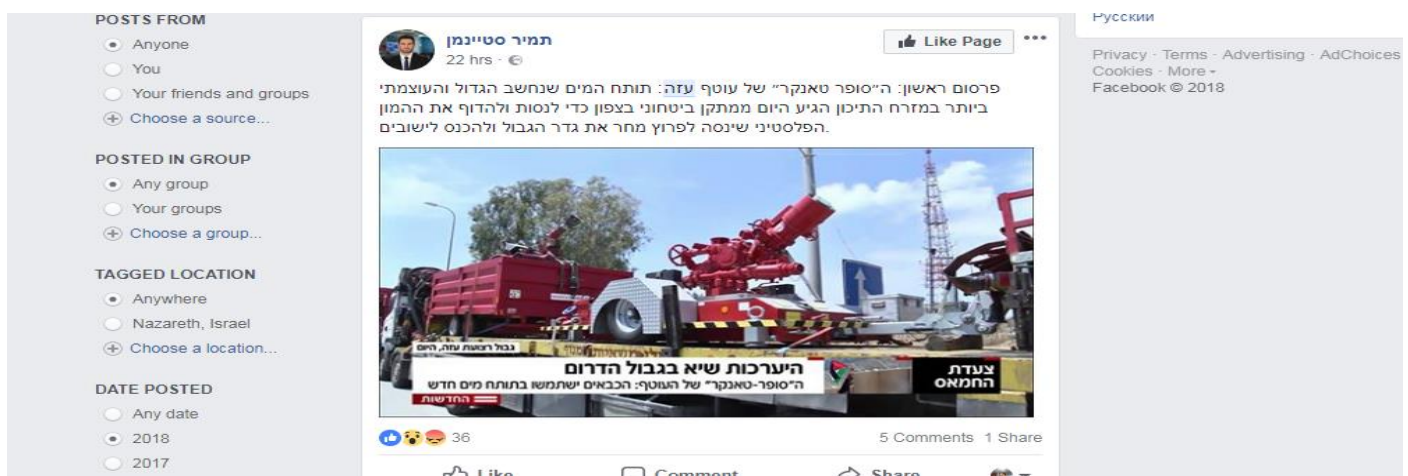 POSTS FROM
Anyone
You
Your friends and groups
Choose a source...
POSTED IN GROUP
Any group
Your groups
Choose a group...
TAGGED LOCATION
Anywhere
Nazareth, Israel
Choose a location...
DATE POSTED
Any date
2018
2017
תמיר סטיינמן
22 hrs ·
Like Page
פרסום ראשון: ה״סופר טאנקר״ של עוטף עזה: תותח המים שנחשב הגדול והעוצמתי
ביותר במזרח התיכון הגיע היום ממתקן ביטחוני בצפון כדי לנסות ולהדוף את ההמון
הפלסטיני שינסה לפרוץ מחר את גדר הגבול ולהכנס לישובים.
גבול רצועת עזה, היום
צעדת
החמאס
היערכות שיא בגבול הדרום
ה״סופר-טאנקר״ של העוטף: הכבאים ישתמשו בתותח מים חדש
החדשות
36
5 Comments 1 Share
Like Comment Share
Русский
Privacy · Terms · Advertising · AdChoices
Cookies · More
Facebook © 2018